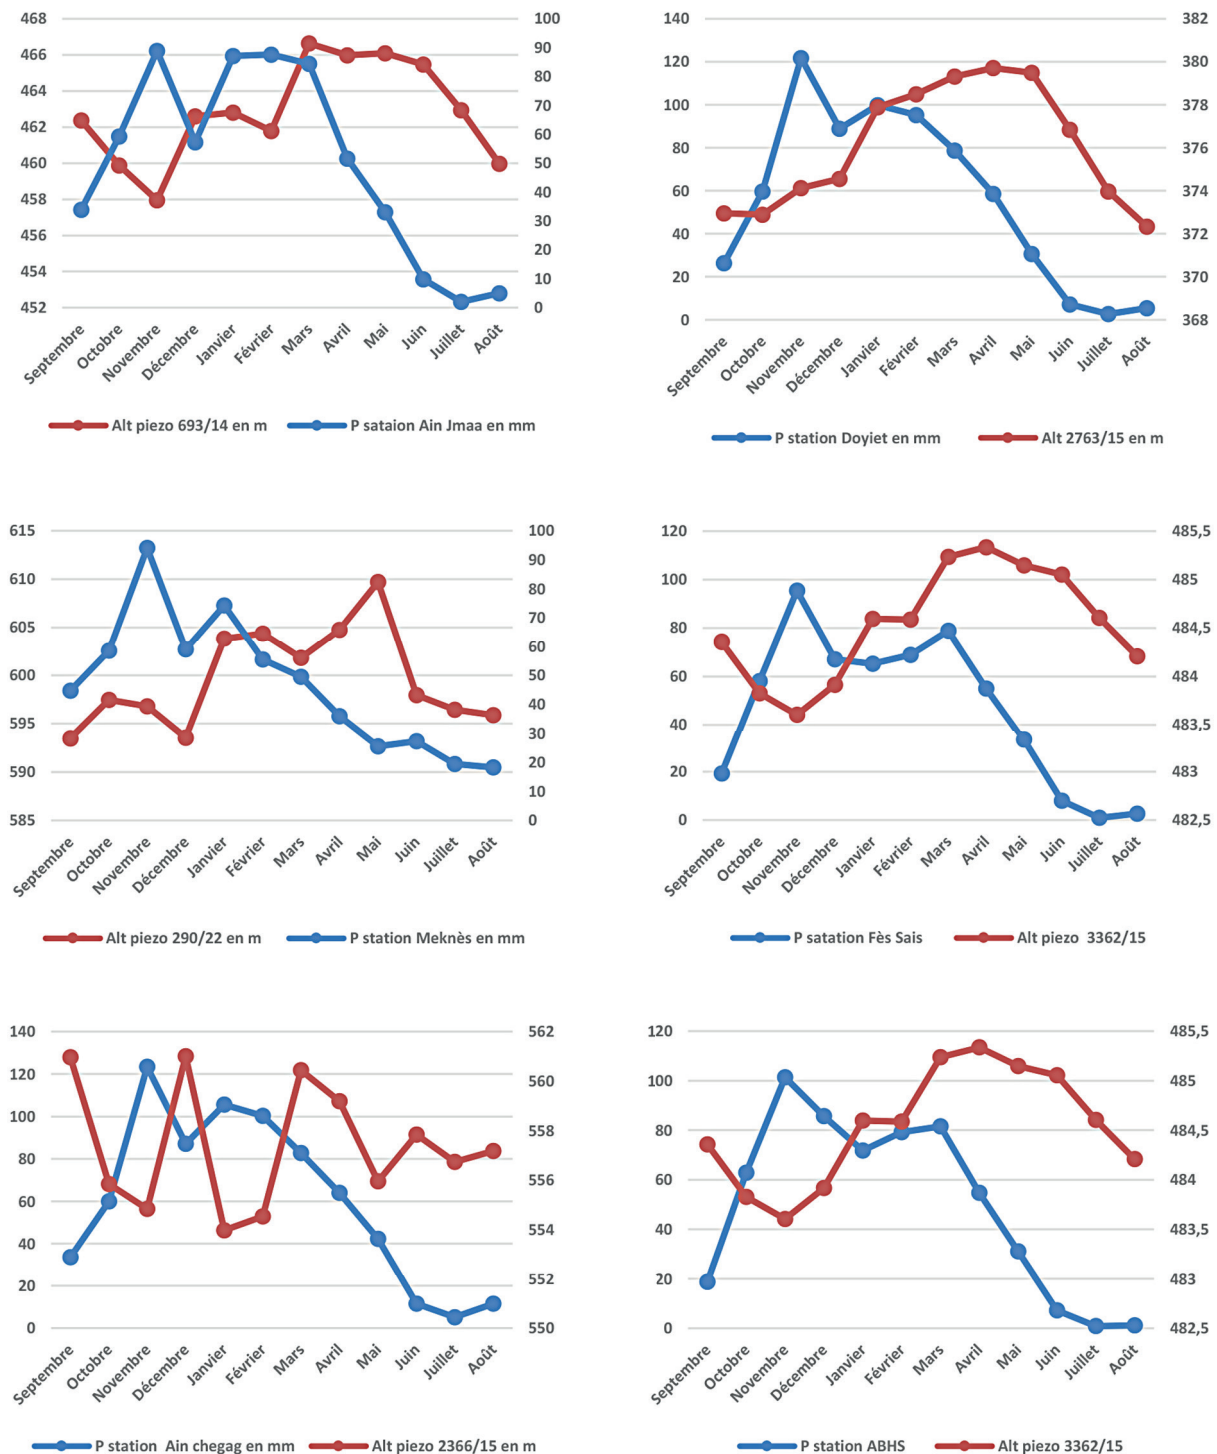 468
466
464
462
460
458
456
454
452
100
90
80
70
60
50
40
30
20
10
0
Septembre
Octobre
Novembre
Décembre
Janvier
Février
Mars
Avril
Mai
Juin
Juillet
Août
Alt piezo 693/14 en m
P sataion Ain Jmaa en mm
140
120
100
80
60
40
20
0
382
380
378
376
374
372
370
368
Septembre
Octobre
Novembre
Décembre
Janvier
Février
Mars
Avril
Mai
Juin
Juillet
Août
P station Doyiet en mm
Alt 2763/15 en m
615
610
605
600
595
590
585
100
90
80
70
60
50
40
30
20
10
0
Septembre
Octobre
Novembre
Décembre
Janvier
Février
Mars
Avril
Mai
Juin
Juillet
Août
Alt piezo 290/22 en m
P station Meknès en mm
120
100
80
60
40
20
0
485,5
485
484,5
484
483,5
483
482,5
Septembre
Octobre
Novembre
Décembre
Janvier
Février
Mars
Avril
Mai
Juin
Juillet
Août
P satation Fès Sais
Alt piezo 3362/15
140
120
100
80
60
40
20
0
562
560
558
556
554
552
550
Septembre
Octobre
Novembre
Décembre
Janvier
Février
Mars
Avril
Mai
Juin
Juillet
Août
P station Ain chegag en mm
Alt piezo 2366/15 en m
120
100
80
60
40
20
0
485,5
485
484,5
484
483,5
483
482,5
Septembre
Octobre
Novembre
Décembre
Janvier
Février
Mars
Avril
Mai
Juin
Juillet
Août
P station ABHS
Alt piezo 3362/15